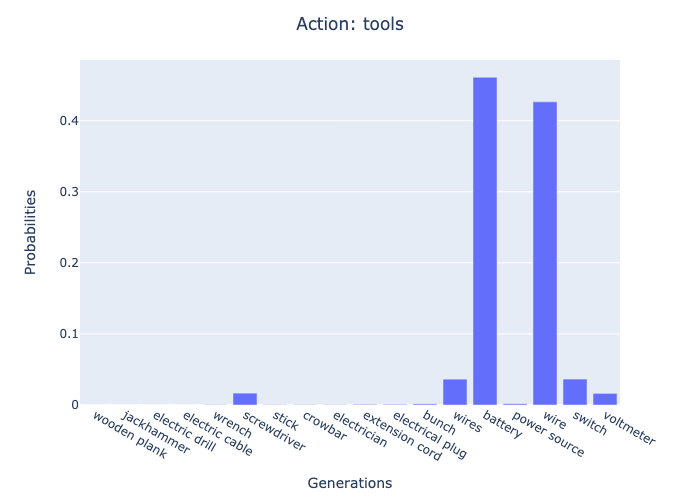 Action: tools
Probabilities
0.4
0.3
0.2
0.1
0
wooden plank
jackhammer
electric drill
electric cable
wrench
screwdriver
stick
crowbar
electrician
extension cord
electrical plug
bunch
wires
battery
power source
wire
switch
voltmeter
Generations